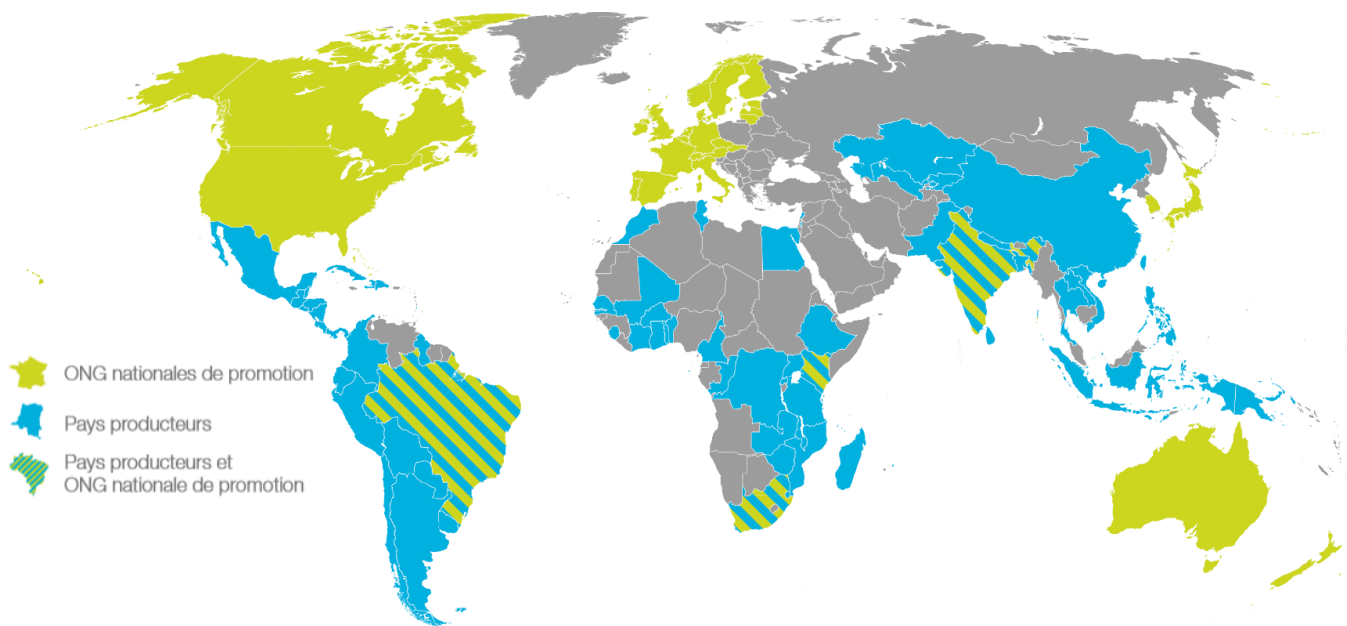 ONG nationales de promotion
Pays producteurs
Pays producteurs et
ONG nationale de promotion